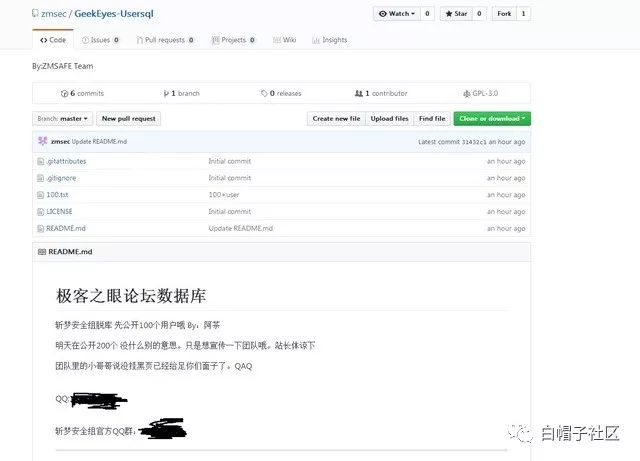 zmsec / GeekEyes-Usersql
Watch 0 Star 0 Fork 1
Code Issues 0 Pull requests 0 Projects 0 Wiki Insights
By:ZMSAFE Team
6 commits 1 branch 0 releases 1 contributor GPL-3.0
Branch: master New pull request Create new file Upload files Find file Clone or download
zmsec Update README.md Latest commit 31432c1 an hour ago
.gitattributes Initial commit an hour ago
.gitignore Initial commit an hour ago
100.txt 100+user an hour ago
LICENSE Initial commit an hour ago
README.md Update README.md an hour ago
README.md
极客之眼论坛数据库
斩梦安全组脱库 先公开100个用户哦 By：阿茶
明天在公开200个 没什么别的意思。只是想宣传一下团队哦。站长体谅下
团队里的小哥哥说没挂黑页已经给足你们面子了。QAQ
QQ:
斩梦安全组官方QQ群：
白帽子社区